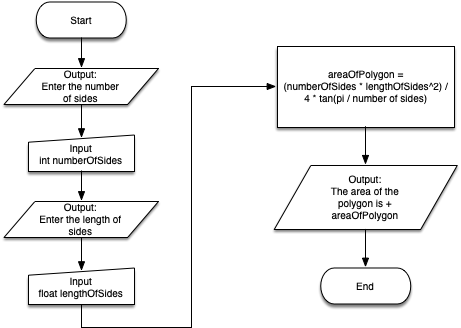 Start
Output:
Enter the number
of sides
Input
int numberOfSides
Output:
Enter the length of
sides
Input
float lengthOfSides
areaOfPolygon =
(numberOfSides * lengthOfSides^2) /
4 * tan(pi / number of sides)
Output:
The area of the
polygon is +
areaOfPolygon
End